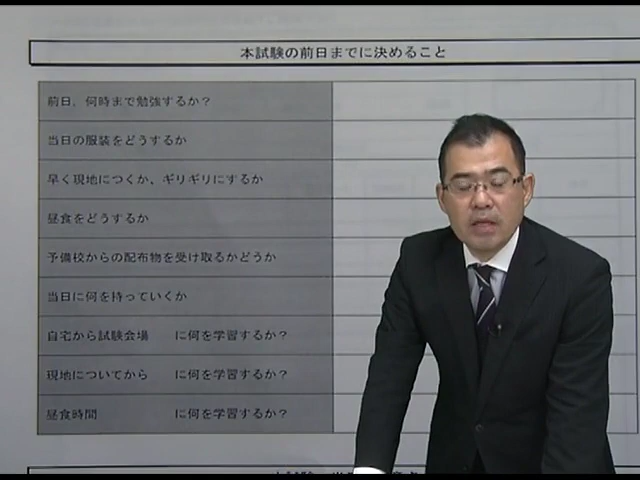 本試験の前日までに決めること
前日、何時まで勉強するか？
当日の服装をどうするか
早く現地につくか、ギリギリにするか
昼食をどうするか
予備校からの配布物を受け取るかどうか
当日に何を持っていくか
自宅から試験会場　　に何を学習するか？
現地についてから　　に何を学習するか？
昼食時間　　に何を学習するか？